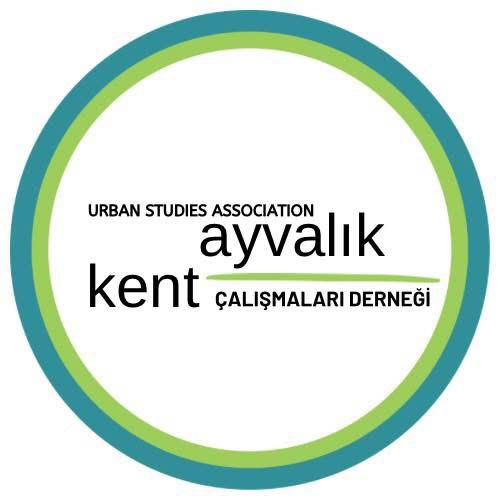 URBAN STUDIES ASSOCIATION
ayvalık
kent
ÇALIŞMALARI DERNEĞİ